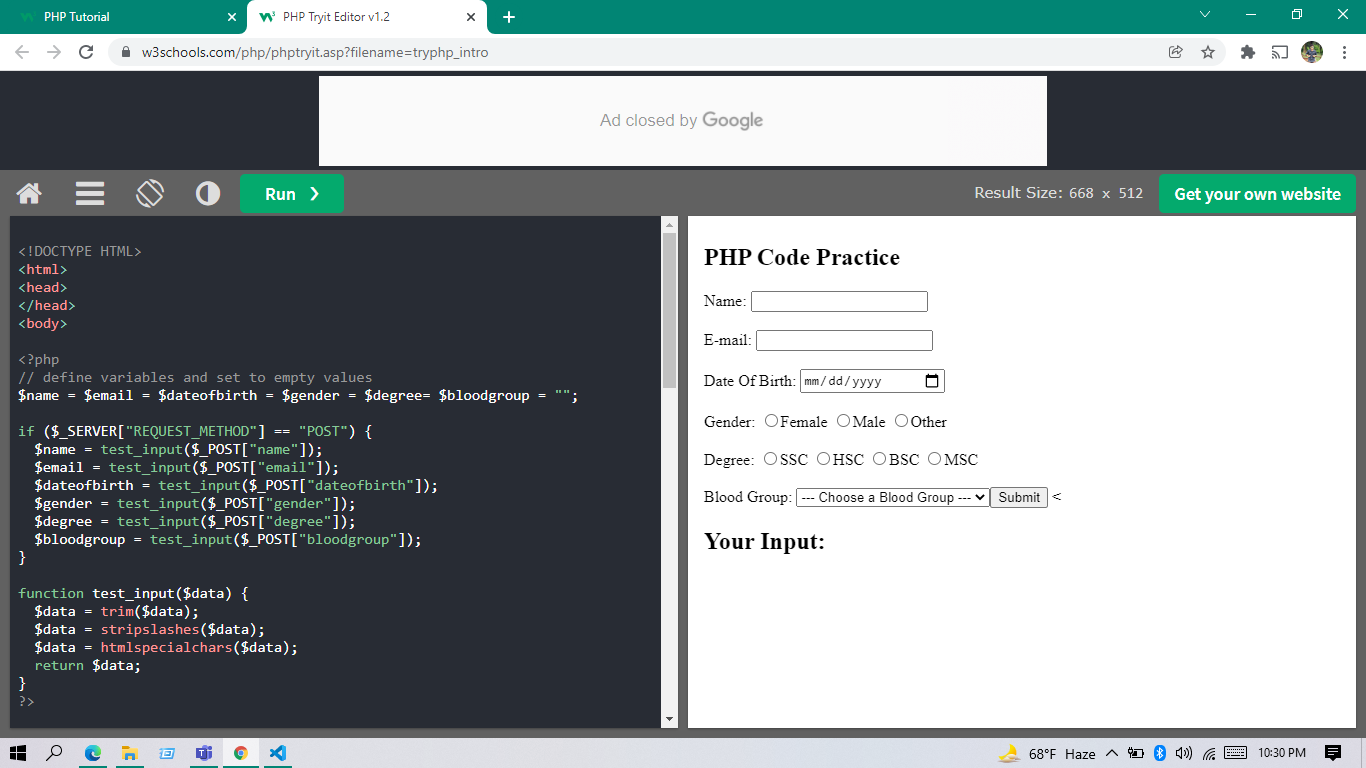 PHP Tutorial
PHP Tryit Editor v1.2
w3schools.com/php/phptryit.asp?filename=tryphp_intro
Ad closed by Google
Run ❯
Result Size: 668 x 512
Get your own website
<!DOCTYPE HTML>
<html>
<head>
</head>
<body>
<?php
// define variables and set to empty values
$name = $email = $dateofbirth = $gender = $degree= $bloodgroup = "";
if ($_SERVER["REQUEST_METHOD"] == "POST") {
  $name = test_input($_POST["name"]);
  $email = test_input($_POST["email"]);
  $dateofbirth = test_input($_POST["dateofbirth"]);
  $gender = test_input($_POST["gender"]);
  $degree = test_input($_POST["degree"]);
  $bloodgroup = test_input($_POST["bloodgroup"]);
}
function test_input($data) {
  $data = trim($data);
  $data = stripslashes($data);
  $data = htmlspecialchars($data);
  return $data;
}
?>
PHP Code Practice
Name:
E-mail:
Date Of Birth: mm/dd/yyyy
Gender: Female Male Other
Degree: SSC HSC BSC MSC
Blood Group: --- Choose a Blood Group --- Submit <
Your Input:
68°F Haze 10:30 PM